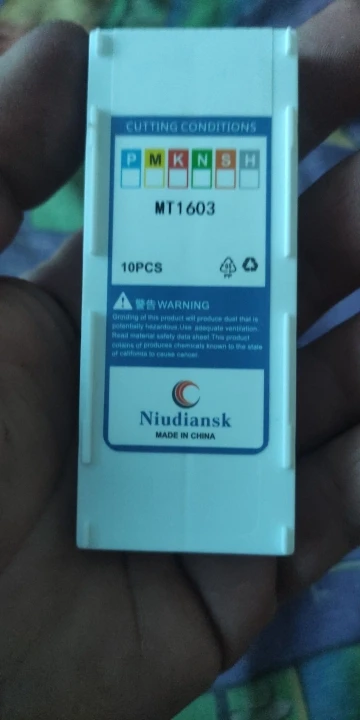 CUTTING CONDITIONS
P M K N S H
MT1603
10PCS
PP
警告 WARNING
Grinding of this product will produce dust that is
potentially hazardous.Use adequate ventilation.
Read material safety data sheet.This product
notains of produces chemicals known to the state
of california to cause cancer.
Niudiansk
MADE IN CHINA